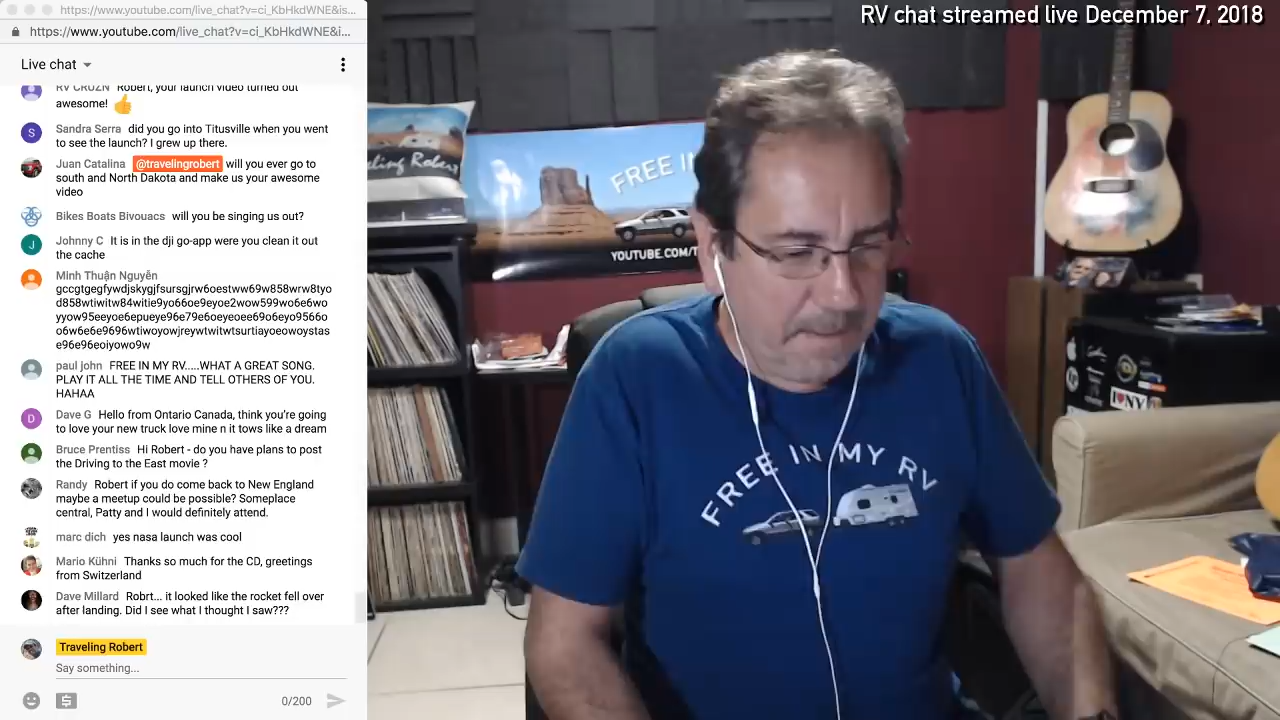 RV chat streamed live December 7, 2018
https://www.youtube.com/live_chat?v=ci_KbHkdWNE&is...
https://www.youtube.com/live_chat?v=ci_KbHkdWNE&i...
Live chat
RV CRUZN Robert, your launch video turned out
awesome!
S
Sandra Serra did you go into Titusville when you went
to see the launch? I grew up there.
Juan Catalina @travelingrobert will you ever go to
south and North Dakota and make us your awesome
video
Bikes Boats Bivouacs will you be singing us out?
J
Johnny C It is in the dji go-app were you clean it out
the cache
Minh Thuận Nguyễn
gccgtgegfywdjskygjfsursgjrw6oestww69w858wrw8tyo
d858wtiwitw84witie9yo66oe9eyoe2wow599wo6e6wo
yyow95eeyoe6epueye96e79e6oeyeoee69o6eyo9566oo
o6w6e6e9696wtiwoyowjreywtwitwtsurtiayoeowoystas
e96e96eoiyowo9w
paul john FREE IN MY RV.....WHAT A GREAT SONG.
PLAY IT ALL THE TIME AND TELL OTHERS OF YOU.
HAHAA
D
Dave G Hello from Ontario Canada, think you're going
to love your new truck love mine n it tows like a dream
Bruce Prentiss Hi Robert - do you have plans to post
the Driving to the East movie ?
Randy Robert if you do come back to New England
maybe a meetup could be possible? Someplace
central, Patty and I would definitely attend.
marc dich yes nasa launch was cool
Mario Kühni Thanks so much for the CD, greetings
from Switzerland
Dave Millard Robrt... it looked like the rocket fell over
after landing. Did I see what I thought I saw???
Traveling Robert
Say something...
0/200
Robert
FREE IN
YOUTUBE.COM/T
FREE IN MY RV
I NY